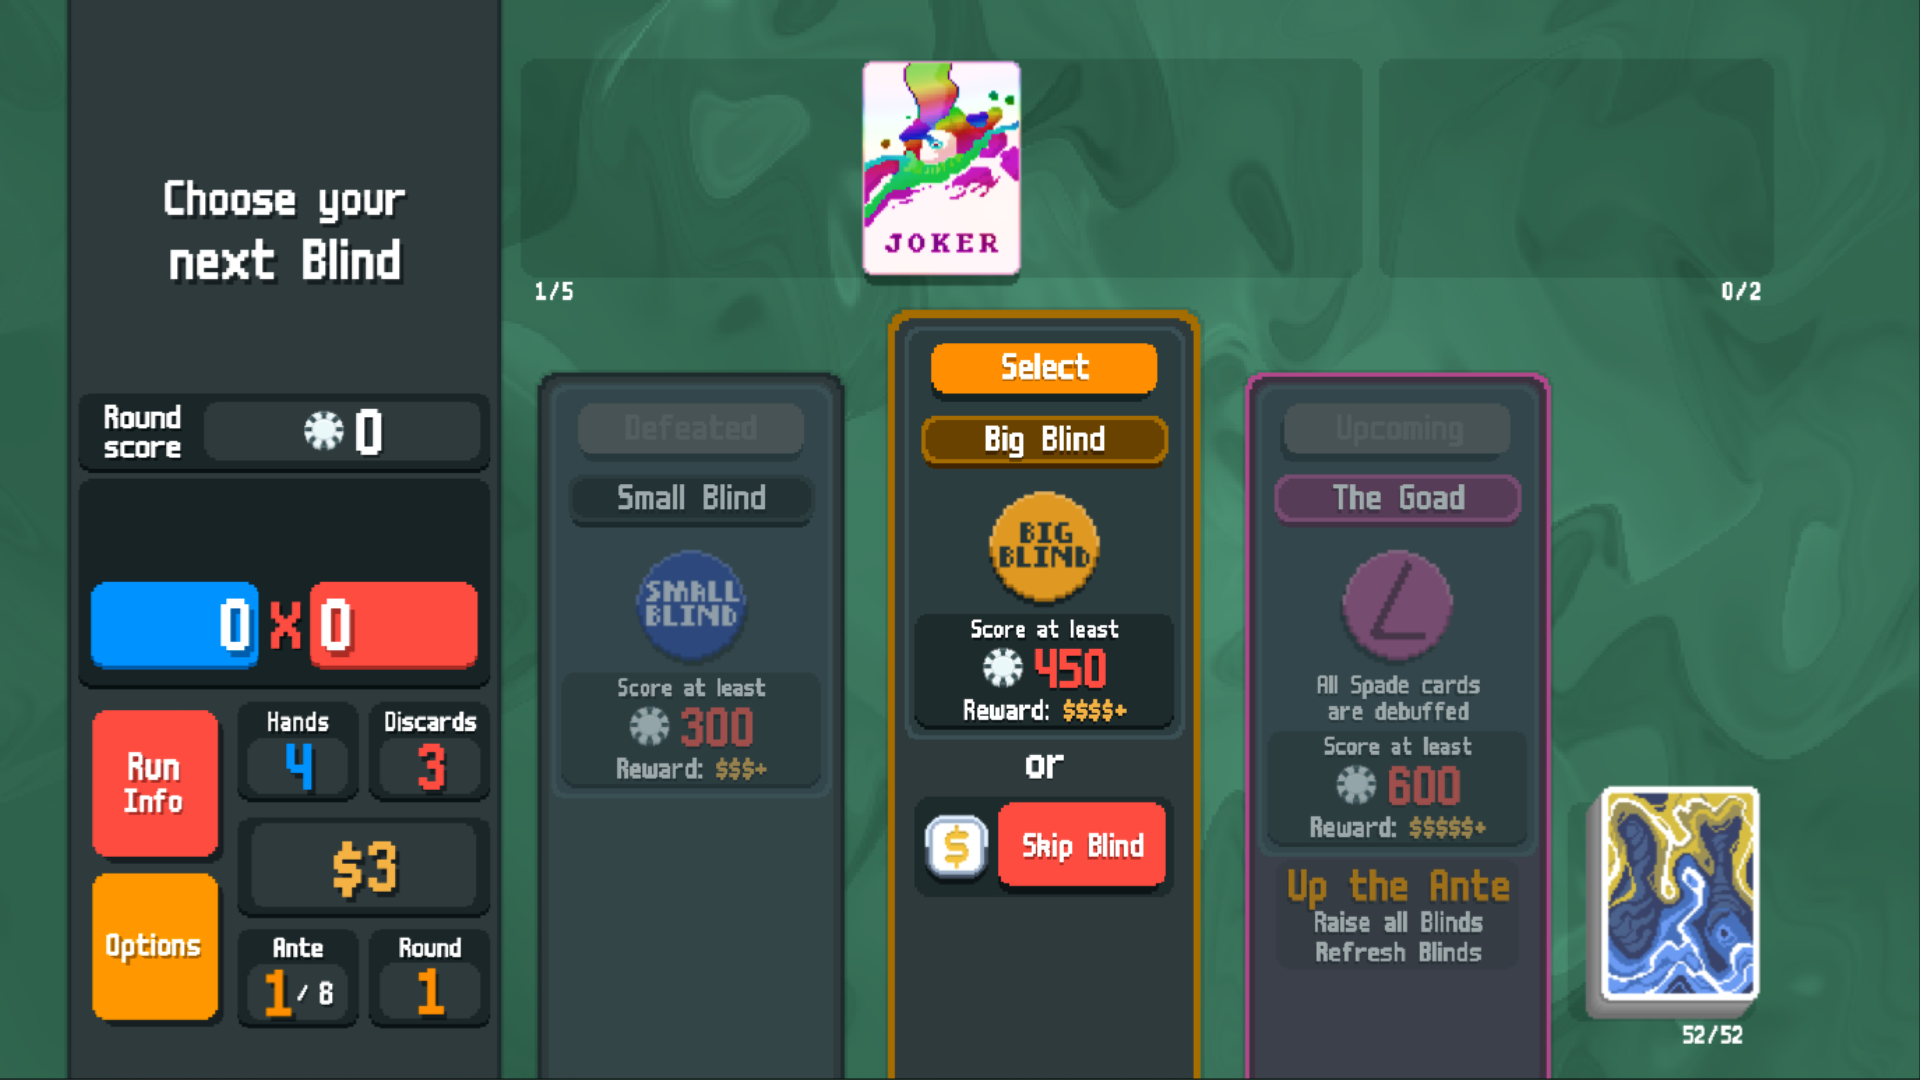 Choose your
next Blind
Round
score
0
0 X 0
Run
Info
Hands
4
Discards
3
$3
Options
Ante
1 / 8
Round
1
JOKER
1/5
0/2
Defeated
Small Blind
SMALL
BLIND
Score at least
300
Reward: $$$+
Select
Big Blind
BIG
BLIND
Score at least
450
Reward: $$$$+
or
$
Skip Blind
Upcoming
The Goad
All Spade cards
are debuffed
Score at least
600
Reward: $$$$$+
Up the Ante
Raise all Blinds
Refresh Blinds
52/52